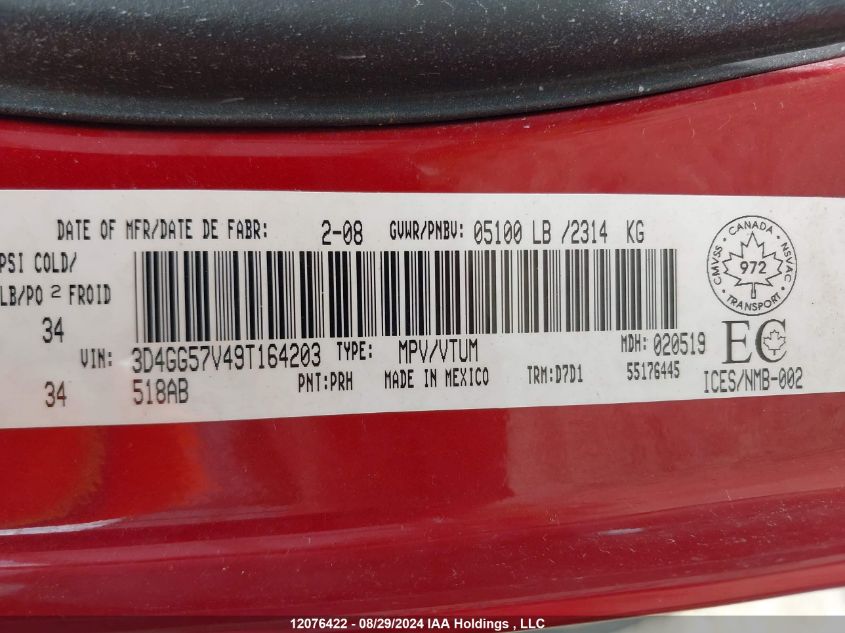 DATE OF MFR/DATE DE FABR: 2-08 GVWR/PNBV: 05100 LB /2314 KG
PSI COLD/
LB/PO 2 FROID
34
VIN: 3D4GG57V49T164203 TYPE: MPV/VTUM MDH: 020519
34 518AB PNT:PRH MADE IN MEXICO TRM:D7D1 55176445
CANADA
CMVSS 972 NSVAC
TRANSPORT
EC
ICES/NMB-002
12076422 - 08/29/2024 IAA Holdings , LLC